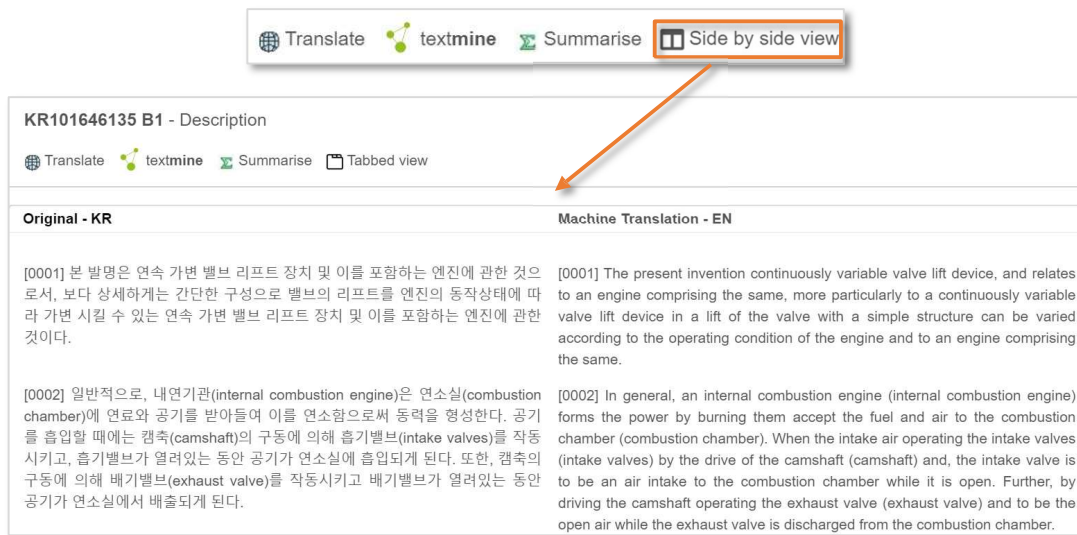 Translate textmine Summarise Side by side view
KR101646135 B1 - Description
Translate textmine Summarise Tabbed view
Original - KR
Machine Translation - EN
[0001] 본 발명은 연속 가변 밸브 리프트 장치 및 이를 포함하는 엔진에 관한 것으
로서, 보다 상세하게는 간단한 구성으로 밸브의 리프트를 엔진의 동작상태에 따
라 가변 시킬 수 있는 연속 가변 밸브 리프트 장치 및 이를 포함하는 엔진에 관한
것이다.
[0001] The present invention continuously variable valve lift device, and relates
to an engine comprising the same, more particularly to a continuously variable
valve lift device in a lift of the valve with a simple structure can be varied
according to the operating condition of the engine and to an engine comprising
the same.
[0002] 일반적으로, 내연기관(internal combustion engine)은 연소실(combustion
chamber)에 연료와 공기를 받아들여 이를 연소함으로써 동력을 형성한다. 공기
를 흡입할 때에는 캠축(camshaft)의 구동에 의해 흡기밸브(intake valves)를 작동
시키고, 흡기밸브가 열려있는 동안 공기가 연소실에 흡입되게 된다. 또한, 캠축의
구동에 의해 배기밸브(exhaust valve)를 작동시키고 배기밸브가 열려있는 동안
공기가 연소실에서 배출되게 된다.
[0002] In general, an internal combustion engine (internal combustion engine)
forms the power by burning them accept the fuel and air to the combustion
chamber (combustion chamber). When the intake air operating the intake valves
(intake valves) by the drive of the camshaft (camshaft) and, the intake valve is
to be an air intake to the combustion chamber while it is open. Further, by
driving the camshaft operating the exhaust valve (exhaust valve) and to be the
open air while the exhaust valve is discharged from the combustion chamber.